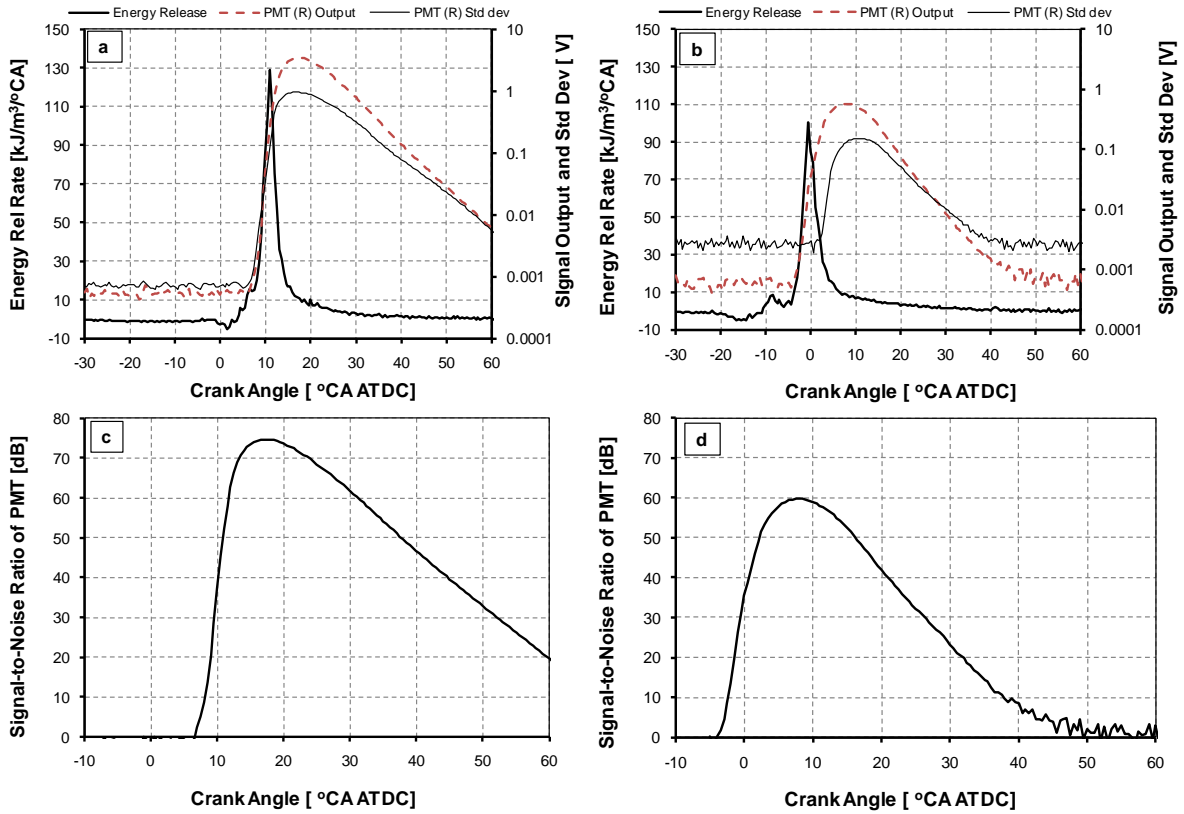 Energy Release PMT (R) Output PMT (R) Std dev
a
150
130
110
90
70
50
30
10
-10
Energy Rel Rate [kJ/m³/ºCA]
10
1
0.1
0.01
0.001
0.0001
SIgnal Output and Std Dev [ V]
-30 -20 -10 0 10 20 30 40 50 60
Crank Angle [ ºCA ATDC]
Energy Release PMT (R) Output PMT (R) Std dev
b
150
130
110
90
70
50
30
10
-10
Energy Rel Rate [kJ/m³/ºCA]
10
1
0.1
0.01
0.001
0.0001
Signal Output and Std Dev [V]
-30 -20 -10 0 10 20 30 40 50 60
Crank Angle [ ºCA ATDC]
c
80
70
60
50
40
30
20
10
0
Signal-to-Noise Ratio of PMT [dB]
-10 0 10 20 30 40 50 60
Crank Angle [ ºCA ATDC]
d
80
70
60
50
40
30
20
10
0
Signal-to-Noise Ratio of PMT [dB]
-10 0 10 20 30 40 50 60
Crank Angle [ ºCA ATDC]